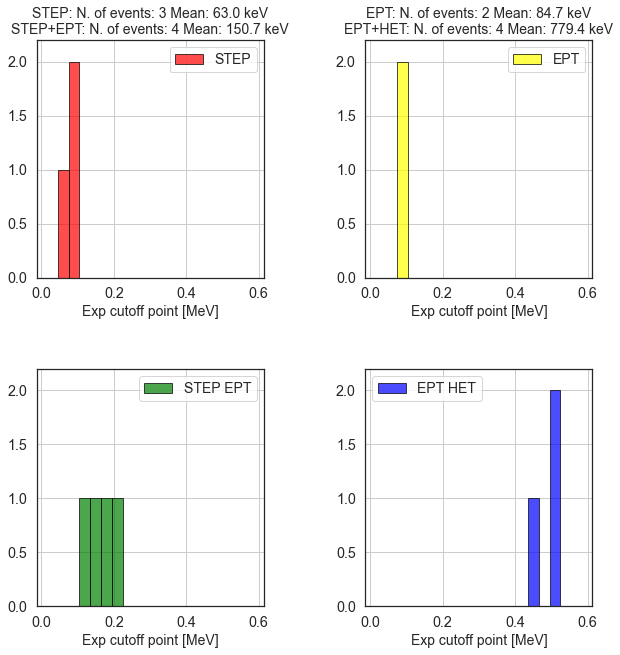 STEP: N. of events: 3 Mean: 63.0 keV
STEP+EPT: N. of events: 4 Mean: 150.7 keV
STEP
2.0
1.5
1.0
0.5
0.0
0.0 0.2 0.4 0.6
Exp cutoff point [MeV]
EPT: N. of events: 2 Mean: 84.7 keV
EPT+HET: N. of events: 4 Mean: 779.4 keV
EPT
2.0
1.5
1.0
0.5
0.0
0.0 0.2 0.4 0.6
Exp cutoff point [MeV]
STEP EPT
2.0
1.5
1.0
0.5
0.0
0.0 0.2 0.4 0.6
Exp cutoff point [MeV]
EPT HET
2.0
1.5
1.0
0.5
0.0
0.0 0.2 0.4 0.6
Exp cutoff point [MeV]